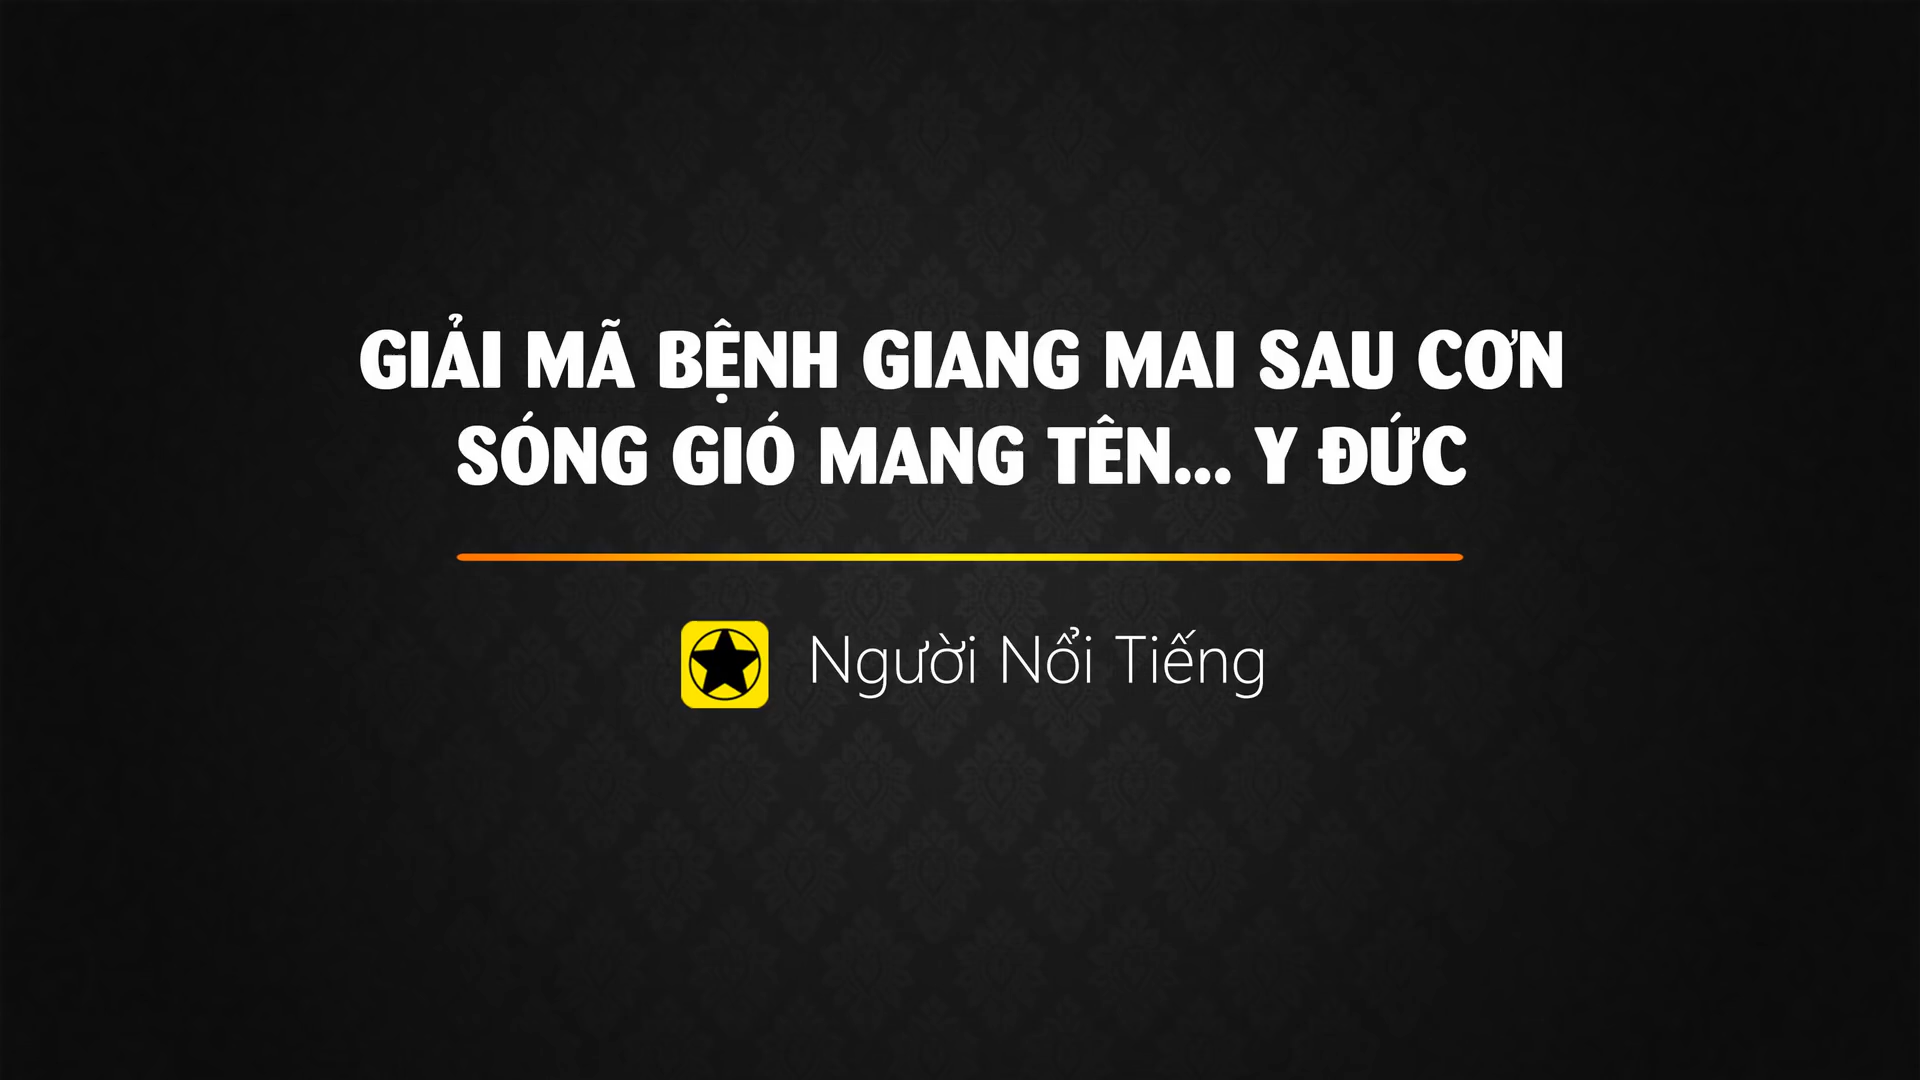 GIẢI MÃ BỆNH GIANG MAI SAU CƠN
SÓNG GIÓ MANG TÊN... Y ĐỨC
Người Nổi Tiếng